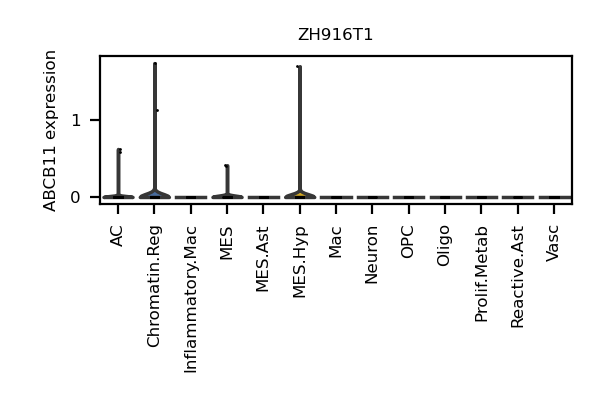 ZH916T1
ABCB11 expression
1
0
AC
Chromatin.Reg
Inflammatory.Mac
MES
MES.Ast
MES.Hyp
Mac
Neuron
OPC
Oligo
Prolif.Metab
Reactive.Ast
Vasc